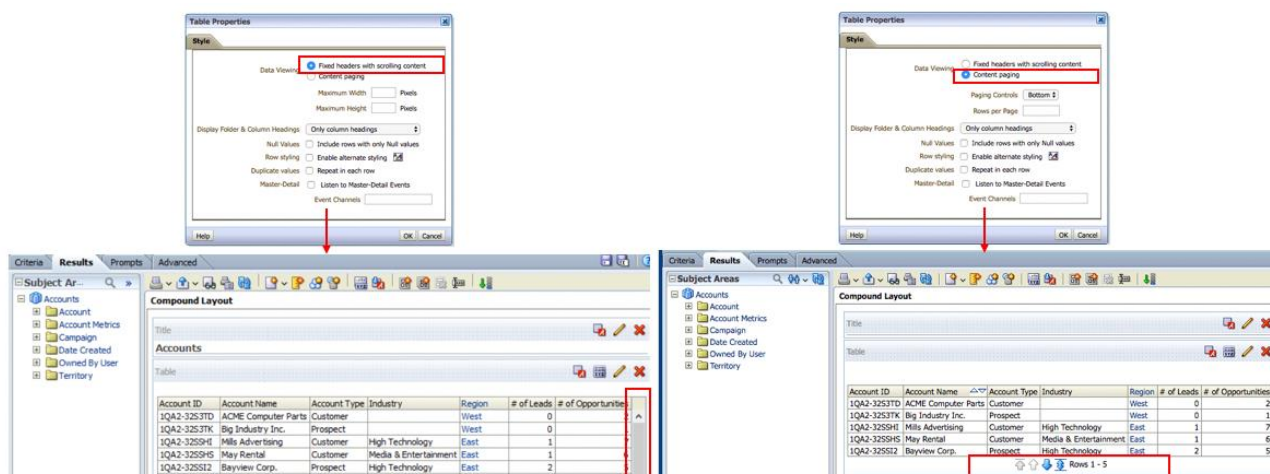 Table Properties
Style
Data Viewing
Fixed headers with scrolling content
Content paging
Maximum Width Pixels
Maximum Height Pixels
Display Folder & Column Headings Only column headings
Null Values Include rows with only Null values
Row styling Enable alternate styling
Duplicate values Repeat in each row
Master-Detail Listen to Master-Detail Events
Event Channels
Help OK Cancel
Table Properties
Style
Data Viewing
Fixed headers with scrolling content
Content paging
Paging Controls Bottom
Rows per Page
Display Folder & Column Headings Only column headings
Null Values Include rows with only Null values
Row styling Enable alternate styling
Duplicate values Repeat in each row
Master-Detail Listen to Master-Detail Events
Event Channels
Help OK Cancel
Criteria Results Prompts Advanced
Subject Ar...
Accounts
Account
Account Metrics
Campaign
Date Created
Owned By User
Territory
Compound Layout
Title
Accounts
Table
Account ID Account Name Account Type Industry Region # of Leads # of Opportunities
1QA2-32S3TD ACME Computer Parts Customer West 0
1QA2-32S3TK Big Industry Inc. Prospect West 0
1QA2-32SSHI Mills Advertising Customer High Technology East 1
1QA2-32SSHS May Rental Customer Media & Entertainment East 1
1QA2-32SSI2 Bayview Corp. Prospect High Technology East 2
Criteria Results Prompts Advanced
Subject Areas
Accounts
Account
Account Metrics
Campaign
Date Created
Owned By User
Territory
Compound Layout
Title
Table
Account ID Account Name Account Type Industry Region # of Leads # of Opportunities
1QA2-32S3TD ACME Computer Parts Customer West 0 2
1QA2-32S3TK Big Industry Inc. Prospect West 0 1
1QA2-32SSHI Mills Advertising Customer High Technology East 1 7
1QA2-32SSHS May Rental Customer Media & Entertainment East 1 6
1QA2-32SSI2 Bayview Corp. Prospect High Technology East 2 5
Rows 1 - 5